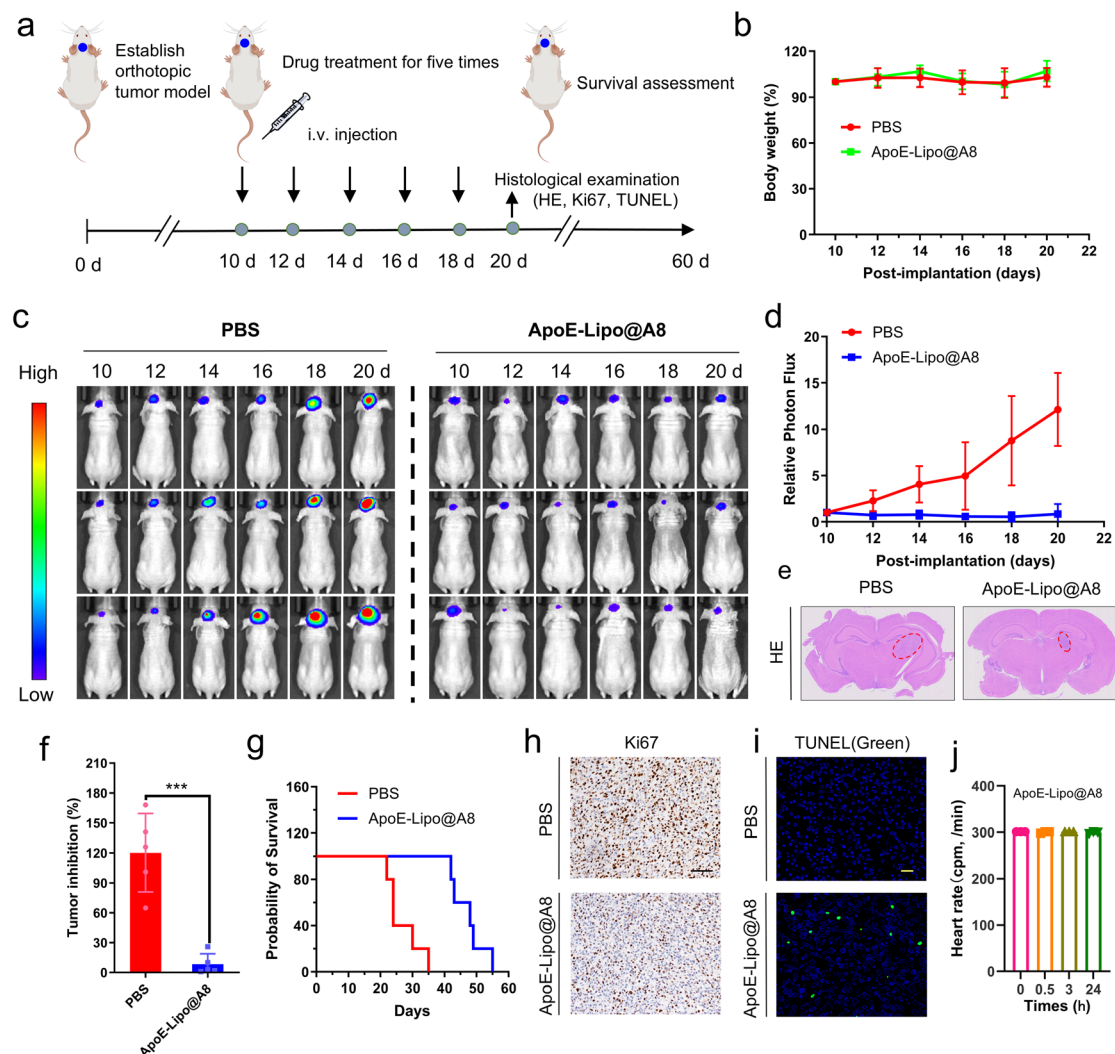 a
Establish
orthotopic
tumor model
Drug treatment for five times
i.v. injection
Survival assessment
Histological examination
(HE, Ki67, TUNEL)
0 d
10 d
12 d
14 d
16 d
18 d
20 d
60 d
b
Body weight (%)
120
90
60
30
0
PBS
ApoE-Lipo@A8
10 12 14 16 18 20 22
Post-implantation (days)
c
PBS
ApoE-Lipo@A8
High
Low
10 12 14 16 18 20 d
10 12 14 16 18 20 d
d
Relative Photon Flux
20
15
10
5
0
PBS
ApoE-Lipo@A8
10 12 14 16 18 20 22
Post-implantation (days)
e
PBS
ApoE-Lipo@A8
HE
f
Tumor inhibition (%)
210
180
150
120
90
60
30
0
***
PBS
ApoE-Lipo@A8
g
Probability of Survival
160
120
80
40
0
PBS
ApoE-Lipo@A8
0 10 20 30 40 50 60
Days
h
Ki67
PBS
ApoE-Lipo@A8
i
TUNEL(Green)
PBS
ApoE-Lipo@A8
j
ApoE-Lipo@A8
Heart rate (cpm, /min)
400
300
200
100
0
0 0.5 3 24
Times (h)